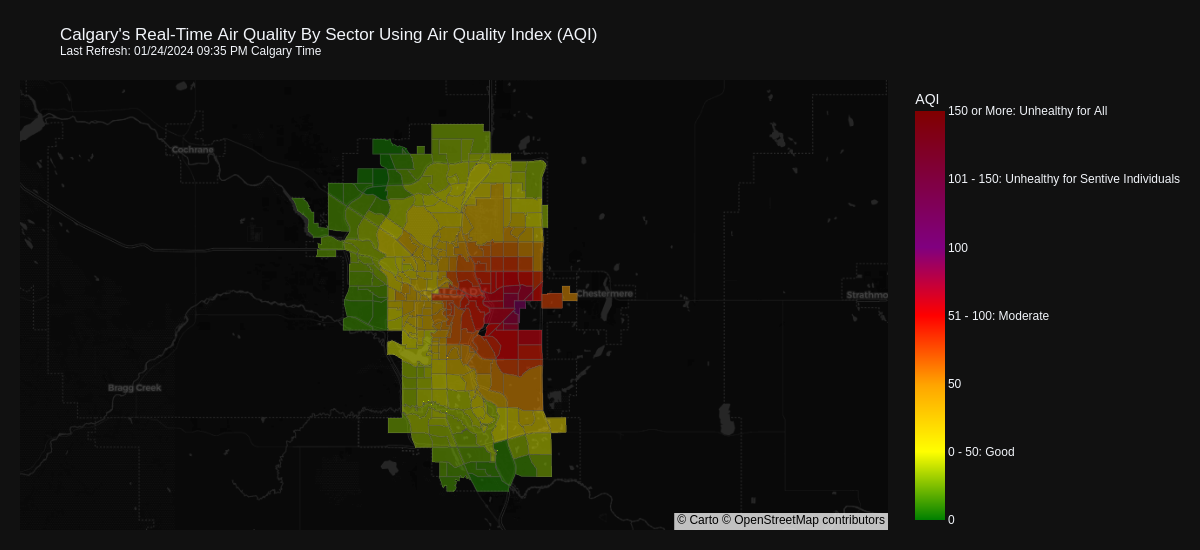 Calgary's Real-Time Air Quality By Sector Using Air Quality Index (AQI)
Last Refresh: 01/24/2024 09:35 PM Calgary Time
AQI
150 or More: Unhealthy for All
Cochrane
101 - 150: Unhealthy for Sentive Individuals
100
CALGARY
Chestermere
Strathmo
51 - 100: Moderate
Bragg Creek
50
0 - 50: Good
0
© Carto © OpenStreetMap contributors